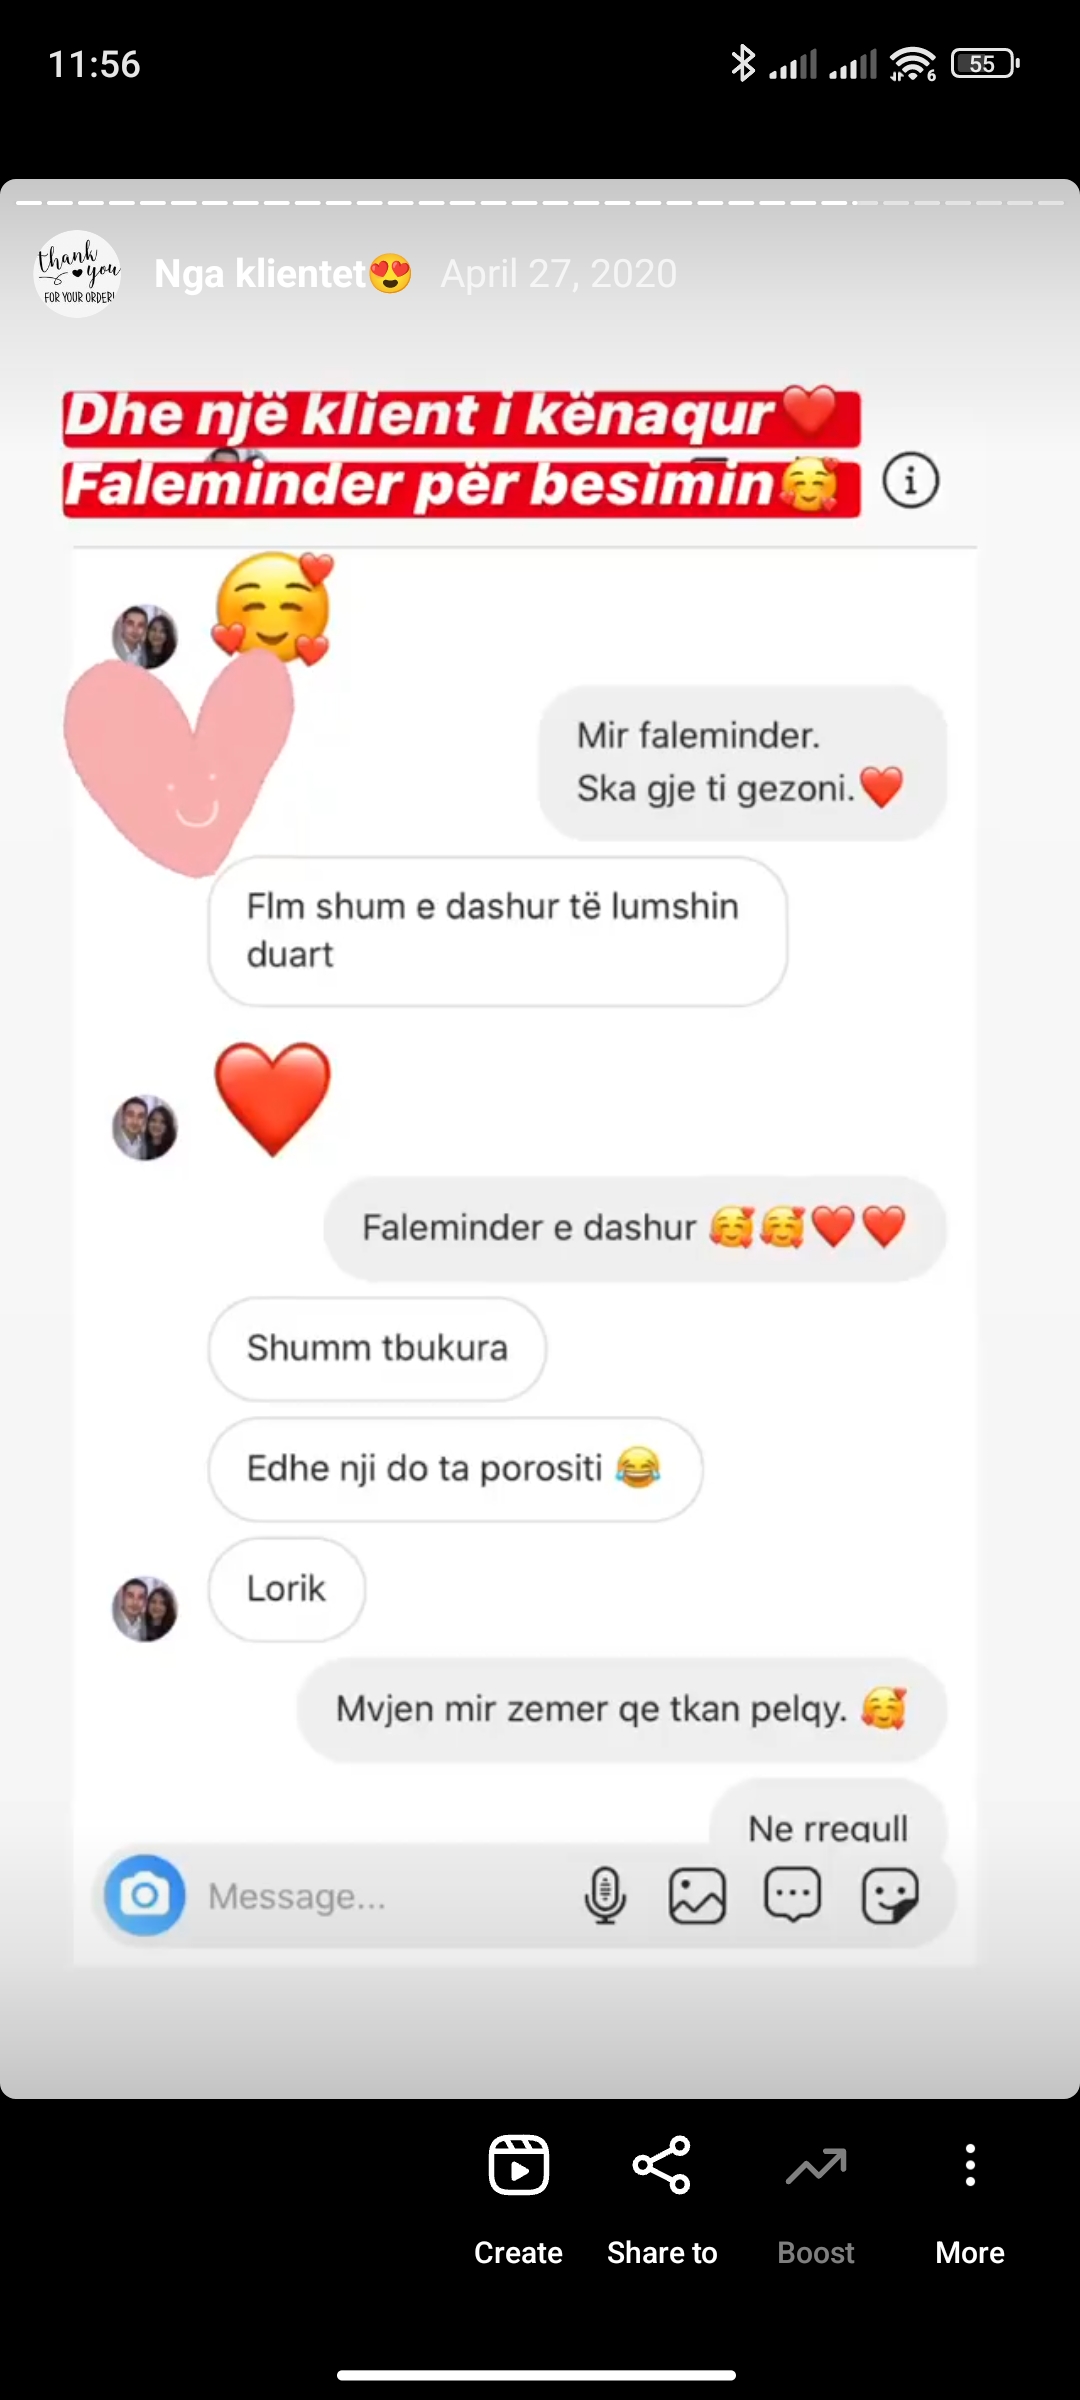 11:56
55
thank
you
FOR YOUR ORDER!
Nga klientet😍 April 27, 2020
Dhe një klient i kënaqur❤️
Faleminder për besimin🥰
Mir faleminder.
Ska gje ti gezoni.❤️
Flm shum e dashur të lumshin
duart
Faleminder e dashur 🥰🥰❤️❤️
Shumm tbukura
Edhe nji do ta porositi 😂
Lorik
Mvjen mir zemer qe tkan pelqy. 🥰
Ne rregull
Message...
Create Share to Boost More